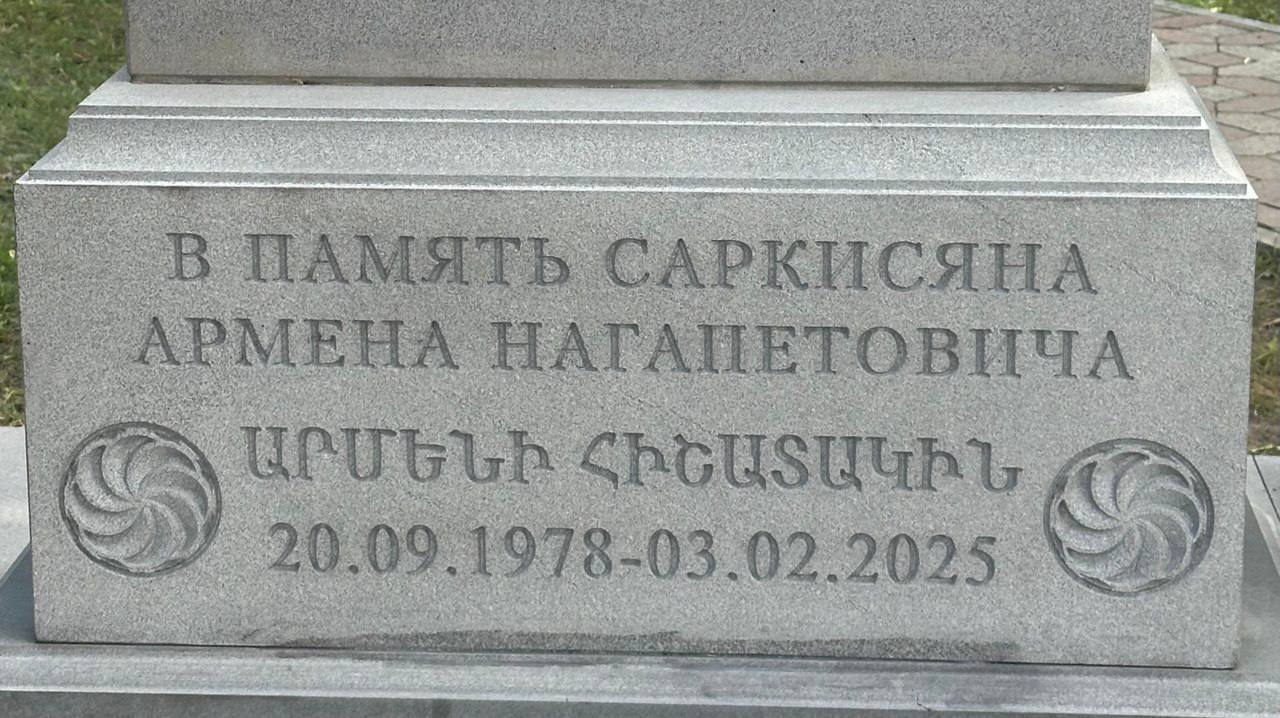 В ПАМЯТЬ САРКИСЯНА
АРМЕНА НАГАПЕТОВИЧА
ԱՐՄԵՆԻ ՀԻՇԱՏԱԿԻՆ
20.09.1978-03.02.2025